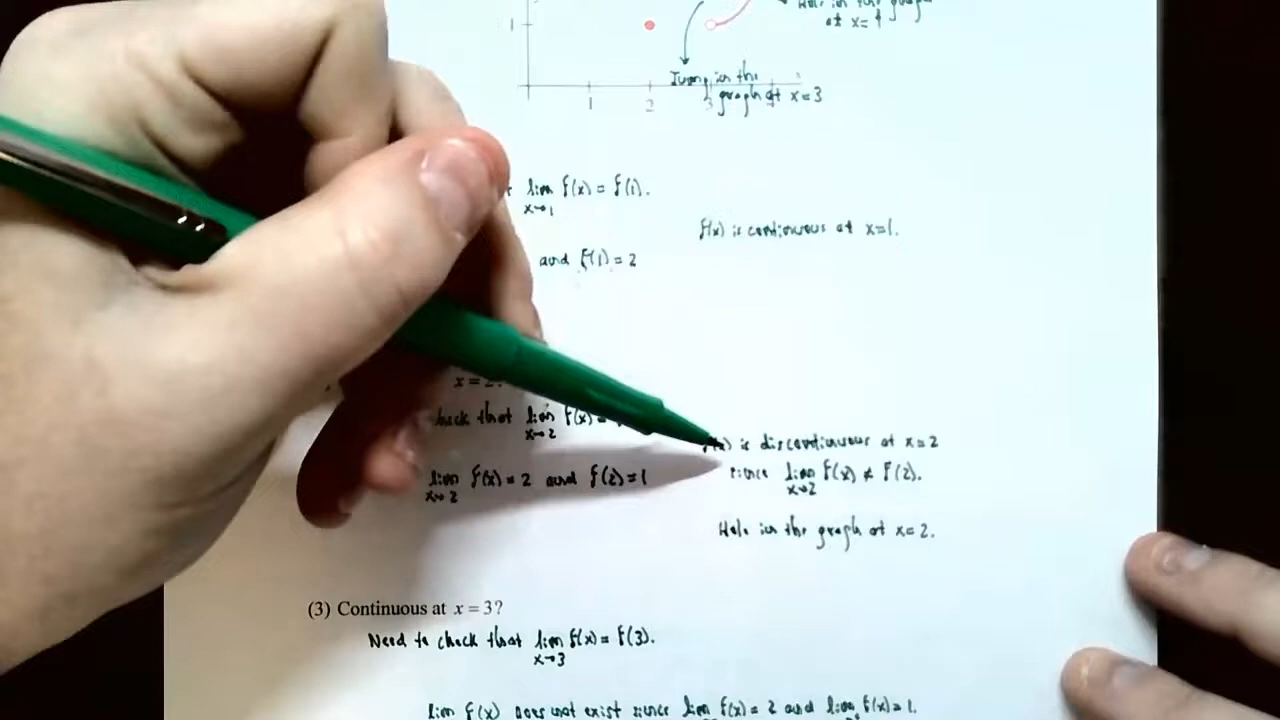 Hole in the graph
at x=4
1
Jump in the
graph at x=3
1 2 3
lim f(x) = f(1).
x→1
f(x) is continuous at x=1.
and f(1) = 2
x = 2?
check that lim f(x) =
x→2
f(x) is discontinuous at x=2
since lim f(x) ≠ f(2).
x→2
lim f(x) = 2 and f(2)=1
x→2
Hole in the graph at x=2.
(3) Continuous at x = 3?
Need to check that lim f(x) = f(3).
x→3
lim f(x) does not exist since lim f(x) = 2 and lim f(x) = 1.